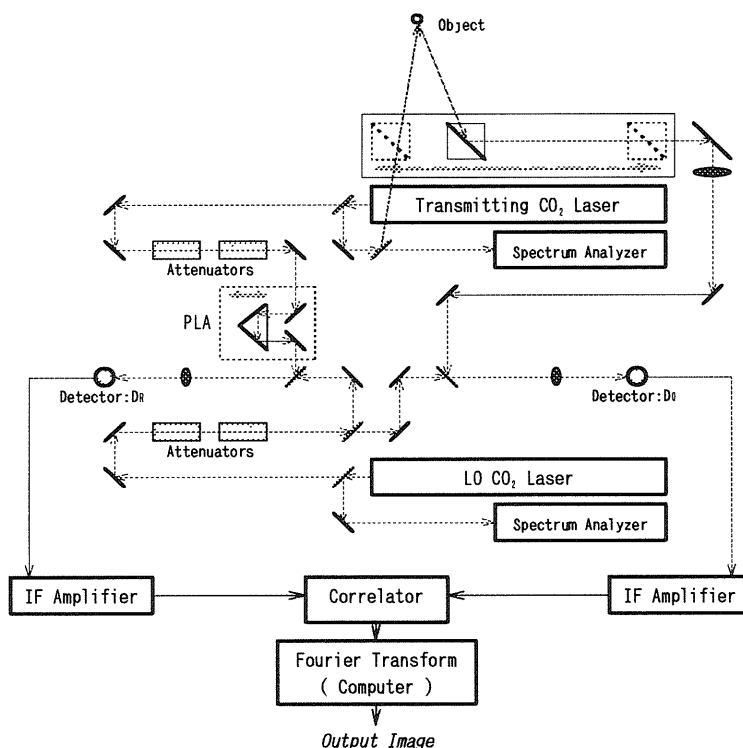 Object
Transmitting CO₂ Laser
Spectrum Analyzer
Attenuators
PLA
Detector:DR
Detector:D0
Attenuators
LO CO₂ Laser
Spectrum Analyzer
IF Amplifier
Correlator
IF Amplifier
Fourier Transform
( Computer )
Output Image